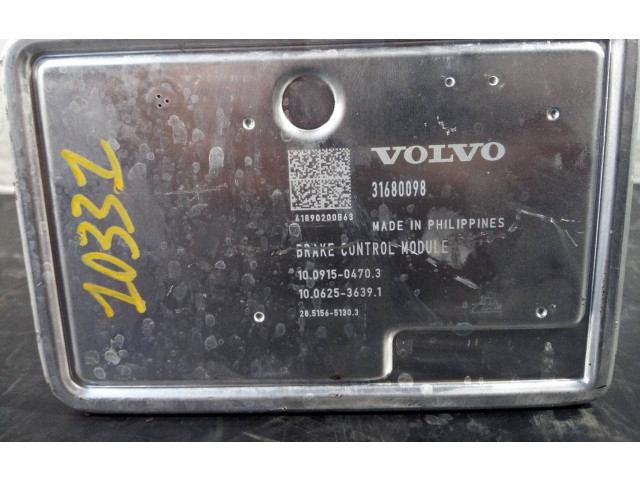 10331
VOLVO
31680098
A1890200B63
MADE IN PHILIPPINES
BRAKE CONTROL MODULE
10.0915-0470.3
10.0625-3639.1
28.5156-5130.3